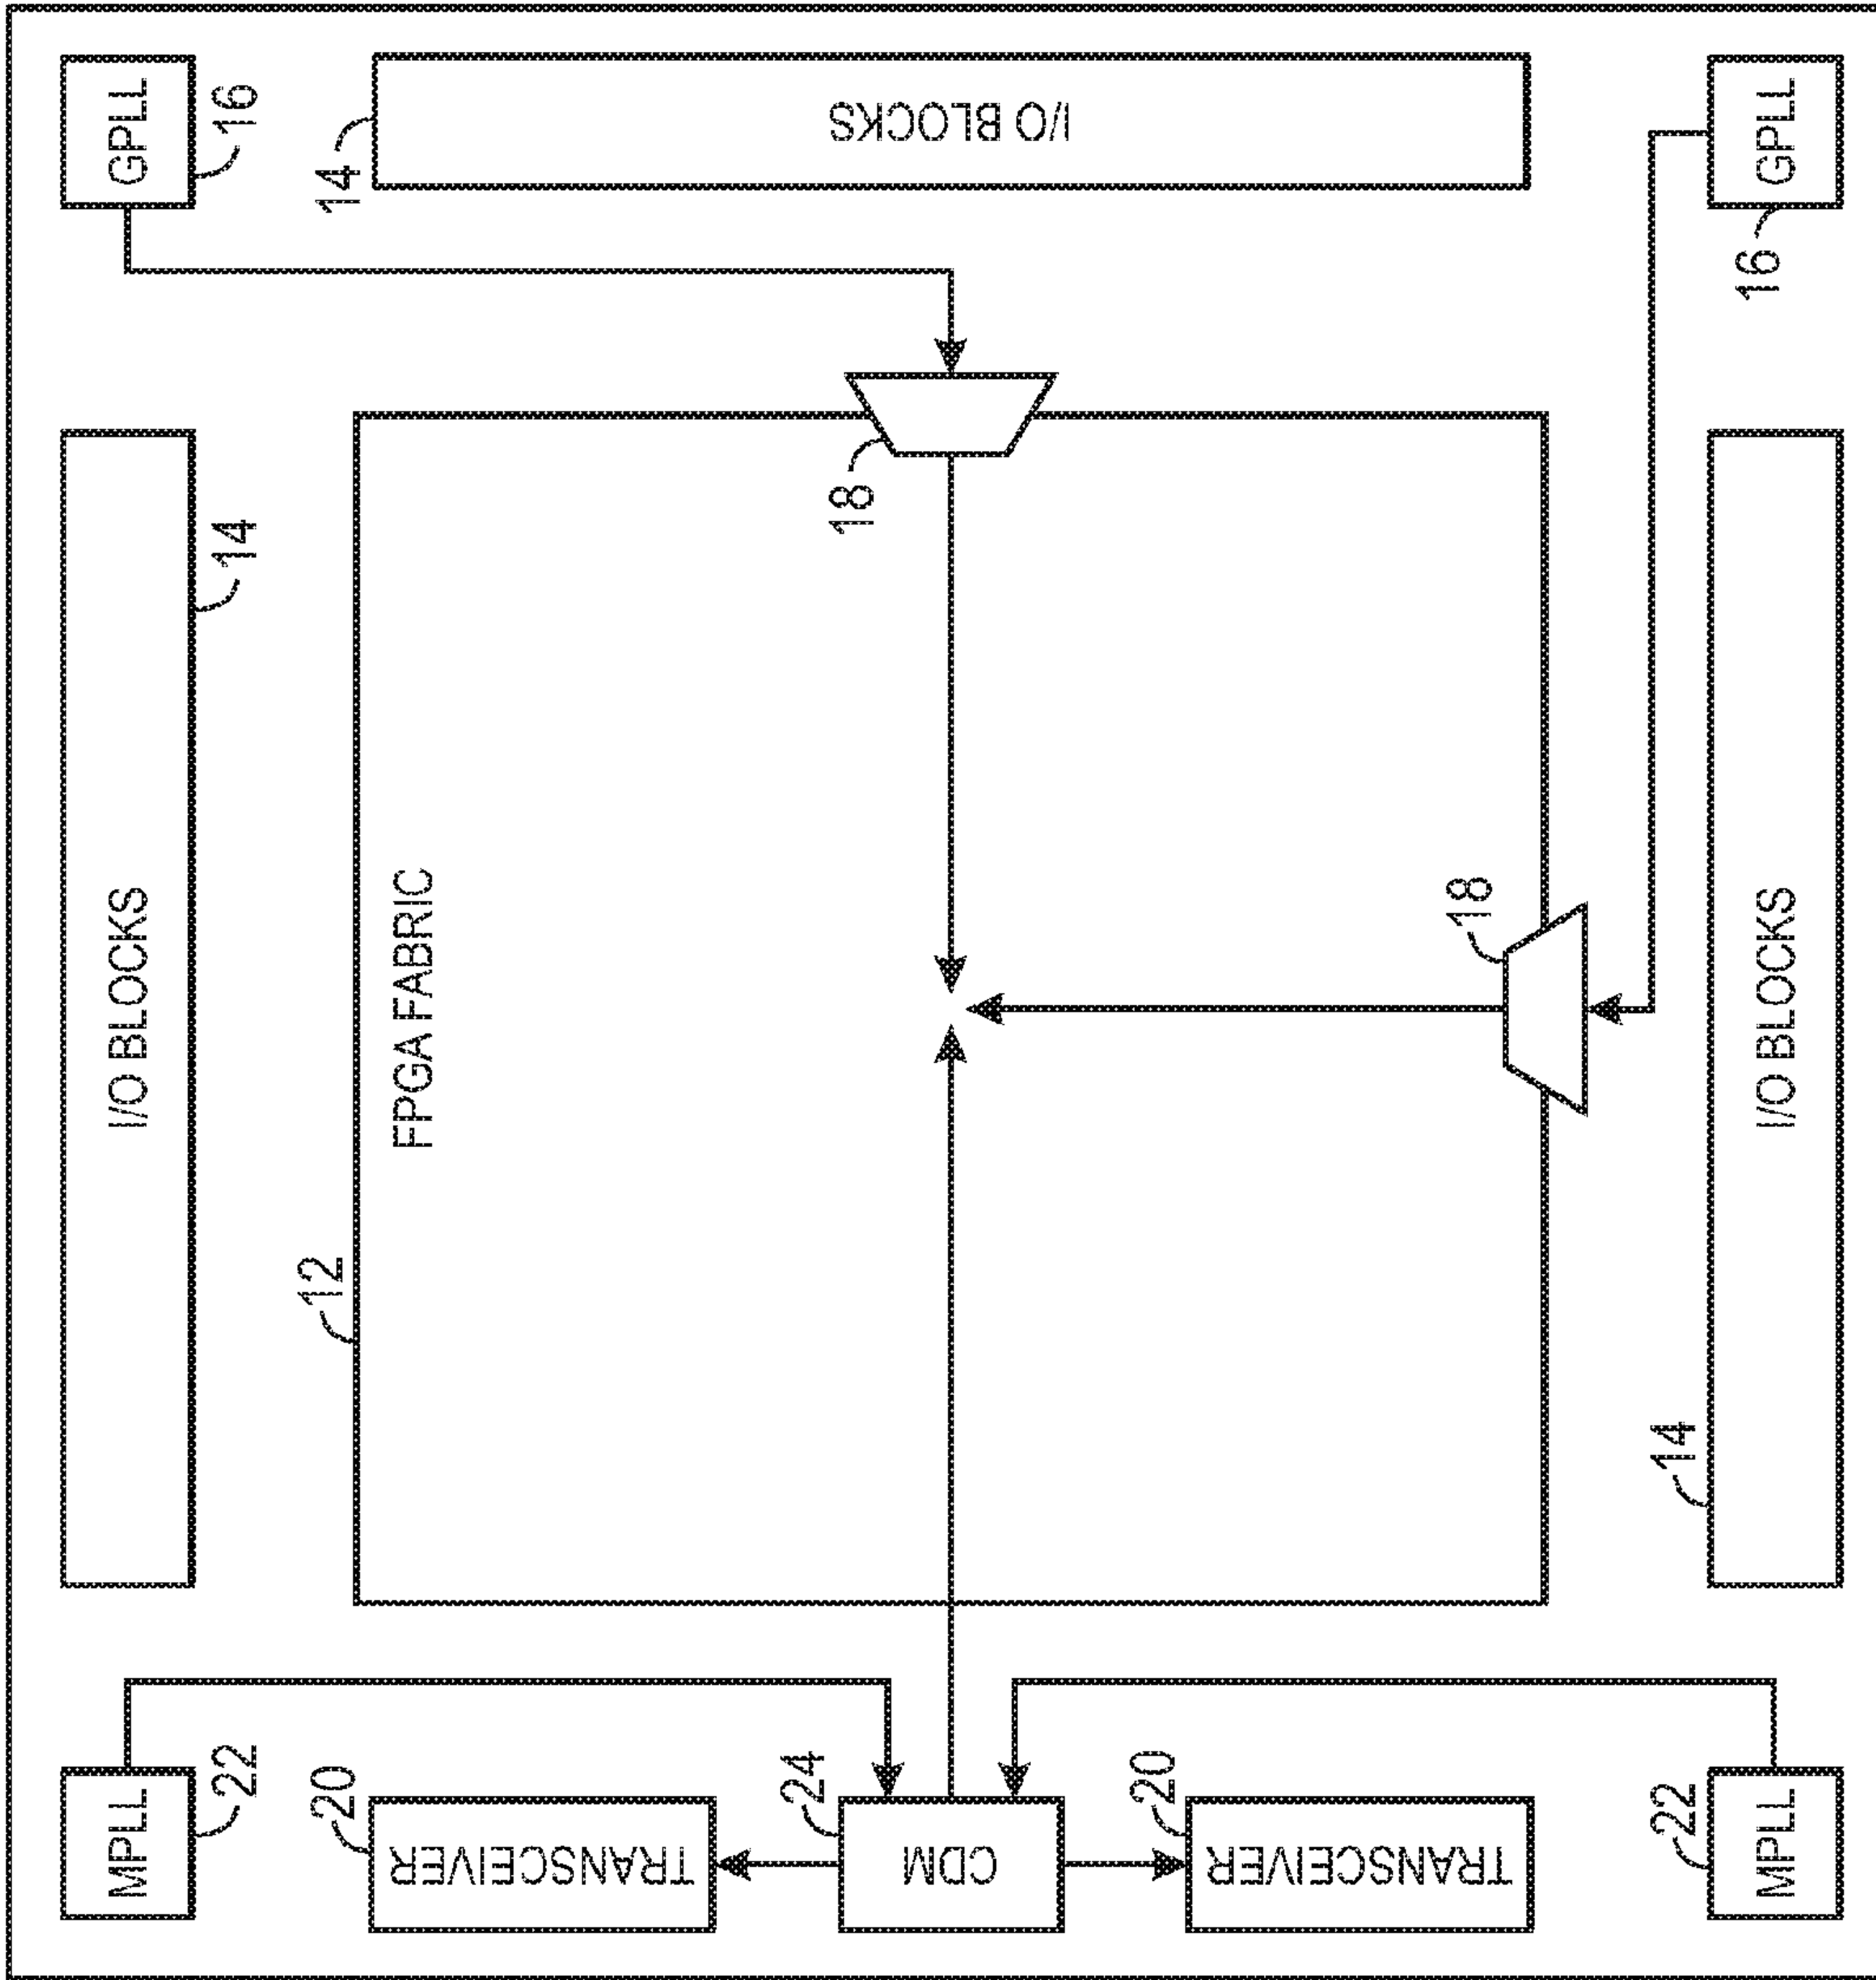 MPLL
22
I/O BLOCKS
14
GPLL
16
TRANSCEIVER
20
12
FPGA FABRIC
I/O BLOCKS
14
CDM
24
18
TRANSCEIVER
20
18
MPLL
22
I/O BLOCKS
14
GPLL
16